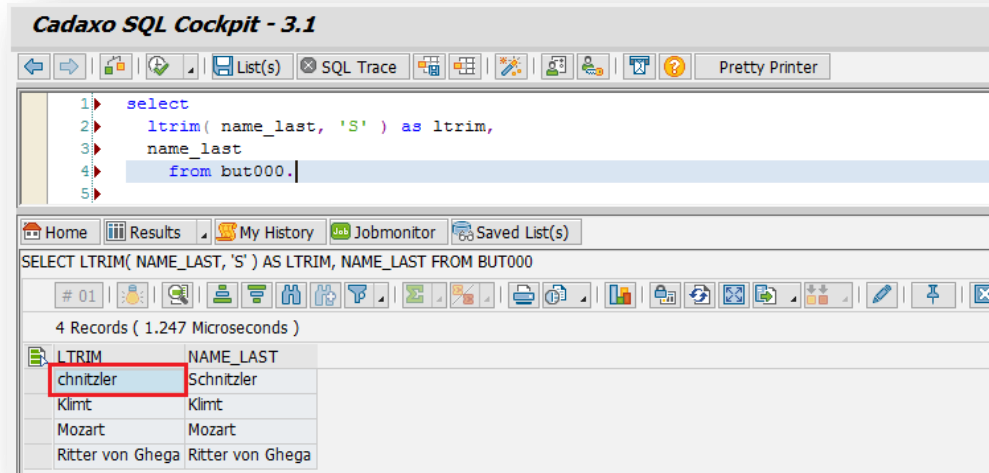 Cadaxo SQL Cockpit - 3.1
List(s) SQL Trace Pretty Printer
1 select
2 ltrim( name_last, 'S' ) as ltrim,
3 name_last
4 from but000.
5
Home Results My History Job Jobmonitor Saved List(s)
SELECT LTRIM( NAME_LAST, 'S' ) AS LTRIM, NAME_LAST FROM BUT000
# 01
4 Records ( 1.247 Microseconds )
LTRIM NAME_LAST
chnitzler Schnitzler
Klimt Klimt
Mozart Mozart
Ritter von Ghega Ritter von Ghega